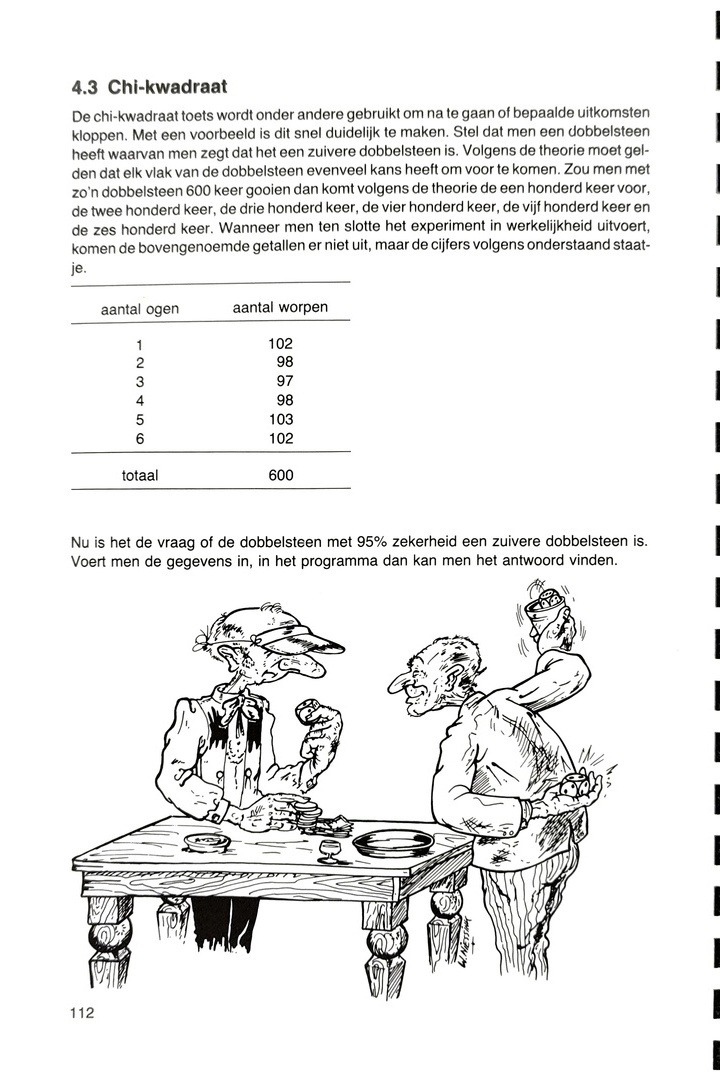 4.3 Chi-kwadraat
De chi-kwadraat toets wordt onder andere gebruikt om na te gaan of bepaalde uitkomsten
kloppen. Met een voorbeeld is dit snel duidelijk te maken. Stel dat men een dobbelsteen
heeft waarvan men zegt dat het een zuivere dobbelsteen is. Volgens de theorie moet gel-
den dat elk vlak van de dobbelsteen evenveel kans heeft om voor te komen. Zou men met
zo'n dobbelsteen 600 keer gooien dan komt volgens de theorie de een honderd keer voor,
de twee honderd keer, de drie honderd keer, de vier honderd keer, de vijf honderd keer en
de zes honderd keer. Wanneer men ten slotte het experiment in werkelijkheid uitvoert,
komen de bovengenoemde getallen er niet uit, maar de cijfers volgens onderstaand staat-
je.
aantal ogen aantal worpen
1 102
2 98
3 97
4 98
5 103
6 102
totaal 600
Nu is het de vraag of de dobbelsteen met 95% zekerheid een zuivere dobbelsteen is.
Voert men de gegevens in, in het programma dan kan men het antwoord vinden.
112